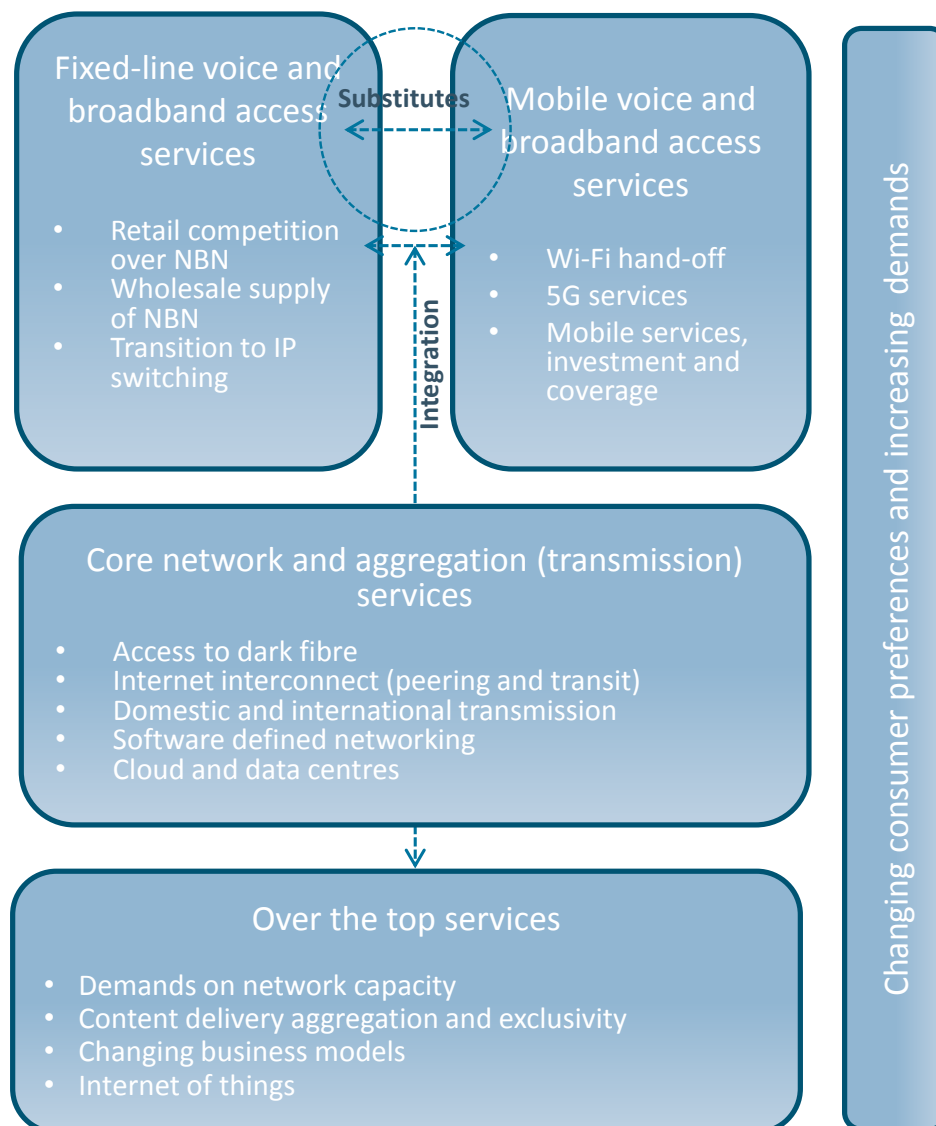 Fixed-line voice and
broadband access
services
• Retail competition
over NBN
• Wholesale supply
of NBN
• Transition to IP
switching
Substitutes
Integration
Mobile voice and
broadband access
services
• Wi-Fi hand-off
• 5G services
• Mobile services,
investment and
coverage
Core network and aggregation (transmission)
services
• Access to dark fibre
• Internet interconnect (peering and transit)
• Domestic and international transmission
• Software defined networking
• Cloud and data centres
Over the top services
• Demands on network capacity
• Content delivery aggregation and exclusivity
• Changing business models
• Internet of things
Changing consumer preferences and increasing demands